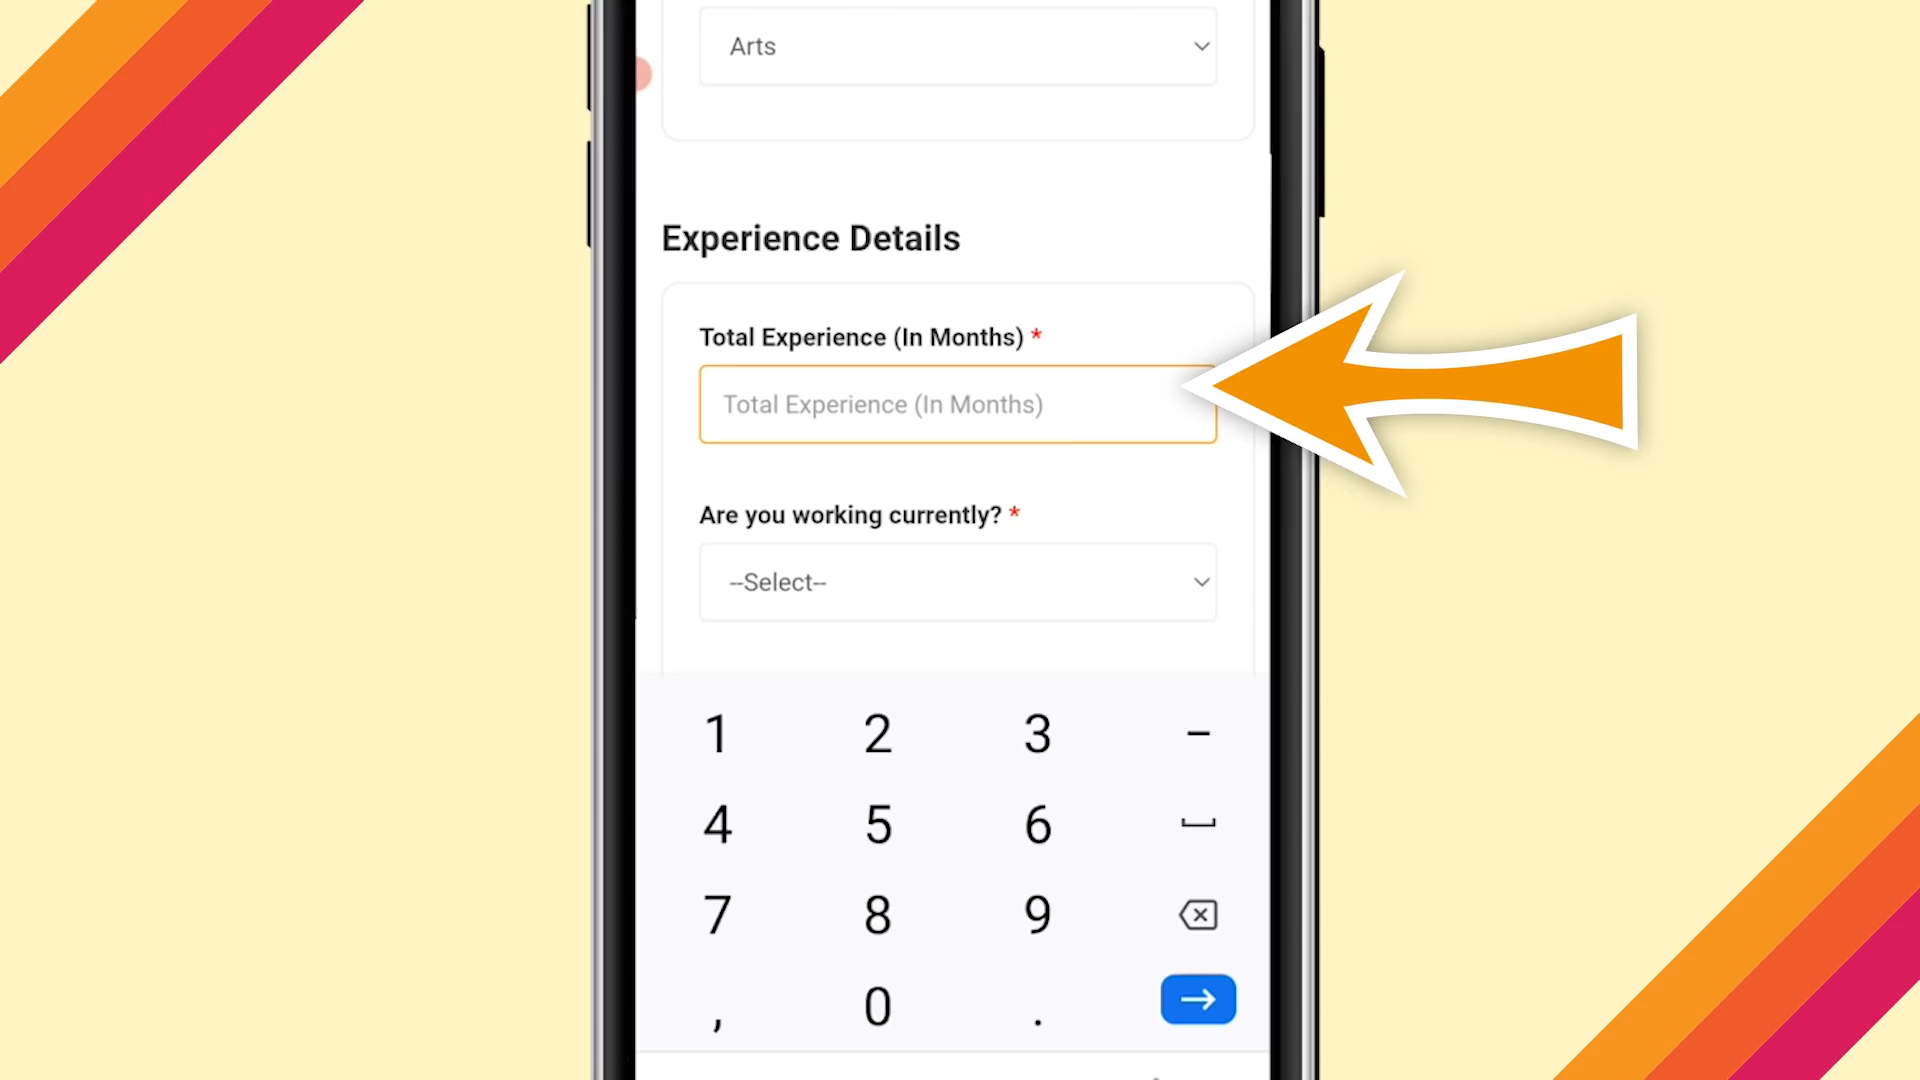 Arts
Experience Details
Total Experience (In Months) *
Total Experience (In Months)
Are you working currently? *
--Select--
1 2 3 –
4 5 6
7 8 9
, 0 .